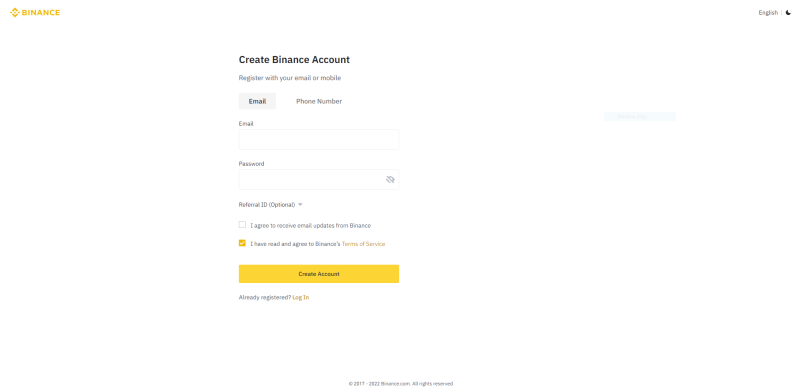 BINANCE
English
Create Binance Account
Register with your email or mobile
Email
Phone Number
Email
Password
Referral ID (Optional)
I agree to receive email updates from Binance
I have read and agree to Binance's Terms of Service
Create Account
Already registered? Log In
© 2017 - 2022 Binance.com. All rights reserved